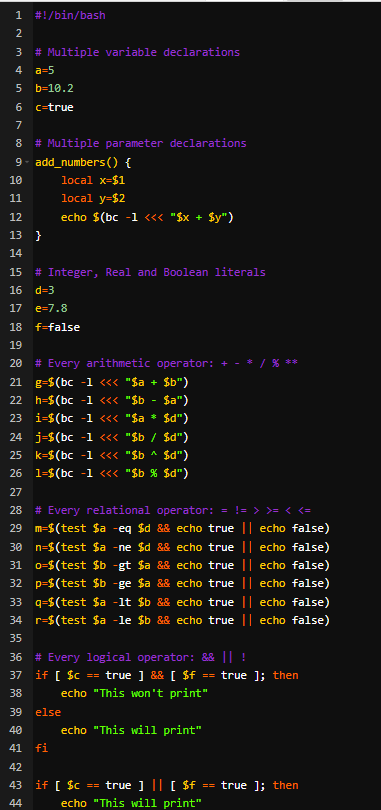 1 #!/bin/bash
2
3 # Multiple variable declarations
4 a=5
5 b=10.2
6 c=true
7
8 # Multiple parameter declarations
9 add_numbers() {
10 local x=$1
11 local y=$2
12 echo $(bc -l <<< "$x + $y")
13 }
14
15 # Integer, Real and Boolean literals
16 d=3
17 e=7.8
18 f=false
19
20 # Every arithmetic operator: + - * / % **
21 g=$(bc -l <<< "$a + $b")
22 h=$(bc -l <<< "$b - $a")
23 i=$(bc -l <<< "$a * $d")
24 j=$(bc -l <<< "$b / $d")
25 k=$(bc -l <<< "$b ^ $d")
26 l=$(bc -l <<< "$b % $d")
27
28 # Every relational operator: = != > >= < <=
29 m=$(test $a -eq $d && echo true || echo false)
30 n=$(test $a -ne $d && echo true || echo false)
31 o=$(test $b -gt $a && echo true || echo false)
32 p=$(test $b -ge $a && echo true || echo false)
33 q=$(test $a -lt $b && echo true || echo false)
34 r=$(test $a -le $b && echo true || echo false)
35
36 # Every logical operator: && || !
37 if [ $c == true ] && [ $f == true ]; then
38 echo "This won't print"
39 else
40 echo "This will print"
41 fi
42
43 if [ $c == true ] || [ $f == true ]; then
44 echo "This will print"